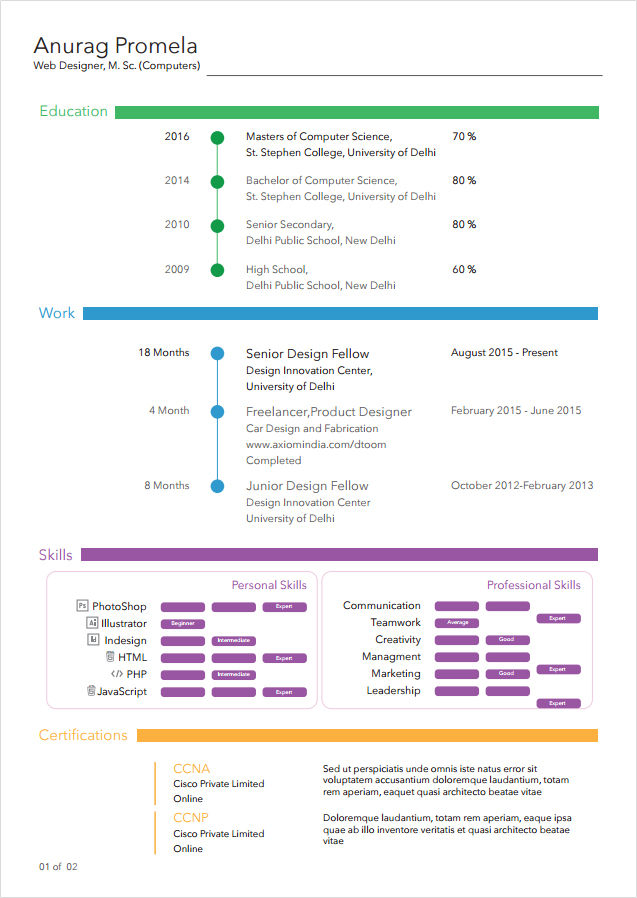 Anurag Promela
Web Designer, M. Sc. (Computers)
Education
2016 Masters of Computer Science, 70 %
St. Stephen College, University of Delhi
2014 Bachelor of Computer Science, 80 %
St. Stephen College, University of Delhi
2010 Senior Secondary, 80 %
Delhi Public School, New Delhi
2009 High School, 60 %
Delhi Public School, New Delhi
Work
18 Months Senior Design Fellow August 2015 - Present
Design Innovation Center,
University of Delhi
4 Month Freelancer,Product Designer February 2015 - June 2015
Car Design and Fabrication
www.axiomindia.com/dtoom
Completed
8 Months Junior Design Fellow October 2012-February 2013
Design Innovation Center
University of Delhi
Skills
Personal Skills
Ps PhotoShop Expert
Ai Illustrator Beginner
Id Indesign Intermediate
HTML Expert
</> PHP Intermediate
JavaScript Expert
Professional Skills
Communication Expert
Teamwork Average
Creativity Good
Managment Expert
Marketing Good
Leadership Expert
Certifications
CCNA
Cisco Private Limited
Online
Sed ut perspiciatis unde omnis iste natus error sit
voluptatem accusantium doloremque laudantium, totam
rem aperiam, eaquet quasi architecto beatae vitae
CCNP
Cisco Private Limited
Online
Doloremque laudantium, totam rem aperiam, eaque ipsa
quae ab illo inventore veritatis et quasi architecto beatae
vitae
01 of 02